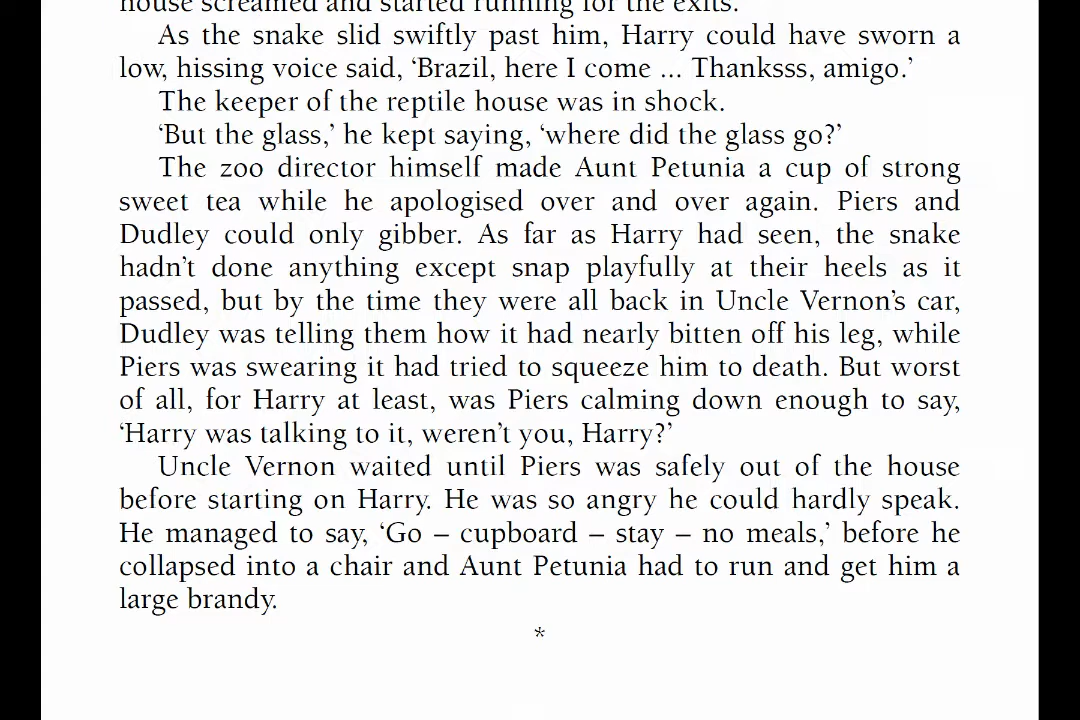 house screamed and started running for the exits.
As the snake slid swiftly past him, Harry could have sworn a
low, hissing voice said, ‘Brazil, here I come ... Thanksss, amigo.’
The keeper of the reptile house was in shock.
‘But the glass,’ he kept saying, ‘where did the glass go?’
The zoo director himself made Aunt Petunia a cup of strong
sweet tea while he apologised over and over again. Piers and
Dudley could only gibber. As far as Harry had seen, the snake
hadn’t done anything except snap playfully at their heels as it
passed, but by the time they were all back in Uncle Vernon’s car,
Dudley was telling them how it had nearly bitten off his leg, while
Piers was swearing it had tried to squeeze him to death. But worst
of all, for Harry at least, was Piers calming down enough to say,
‘Harry was talking to it, weren’t you, Harry?’
Uncle Vernon waited until Piers was safely out of the house
before starting on Harry. He was so angry he could hardly speak.
He managed to say, ‘Go – cupboard – stay – no meals,’ before he
collapsed into a chair and Aunt Petunia had to run and get him a
large brandy.
*